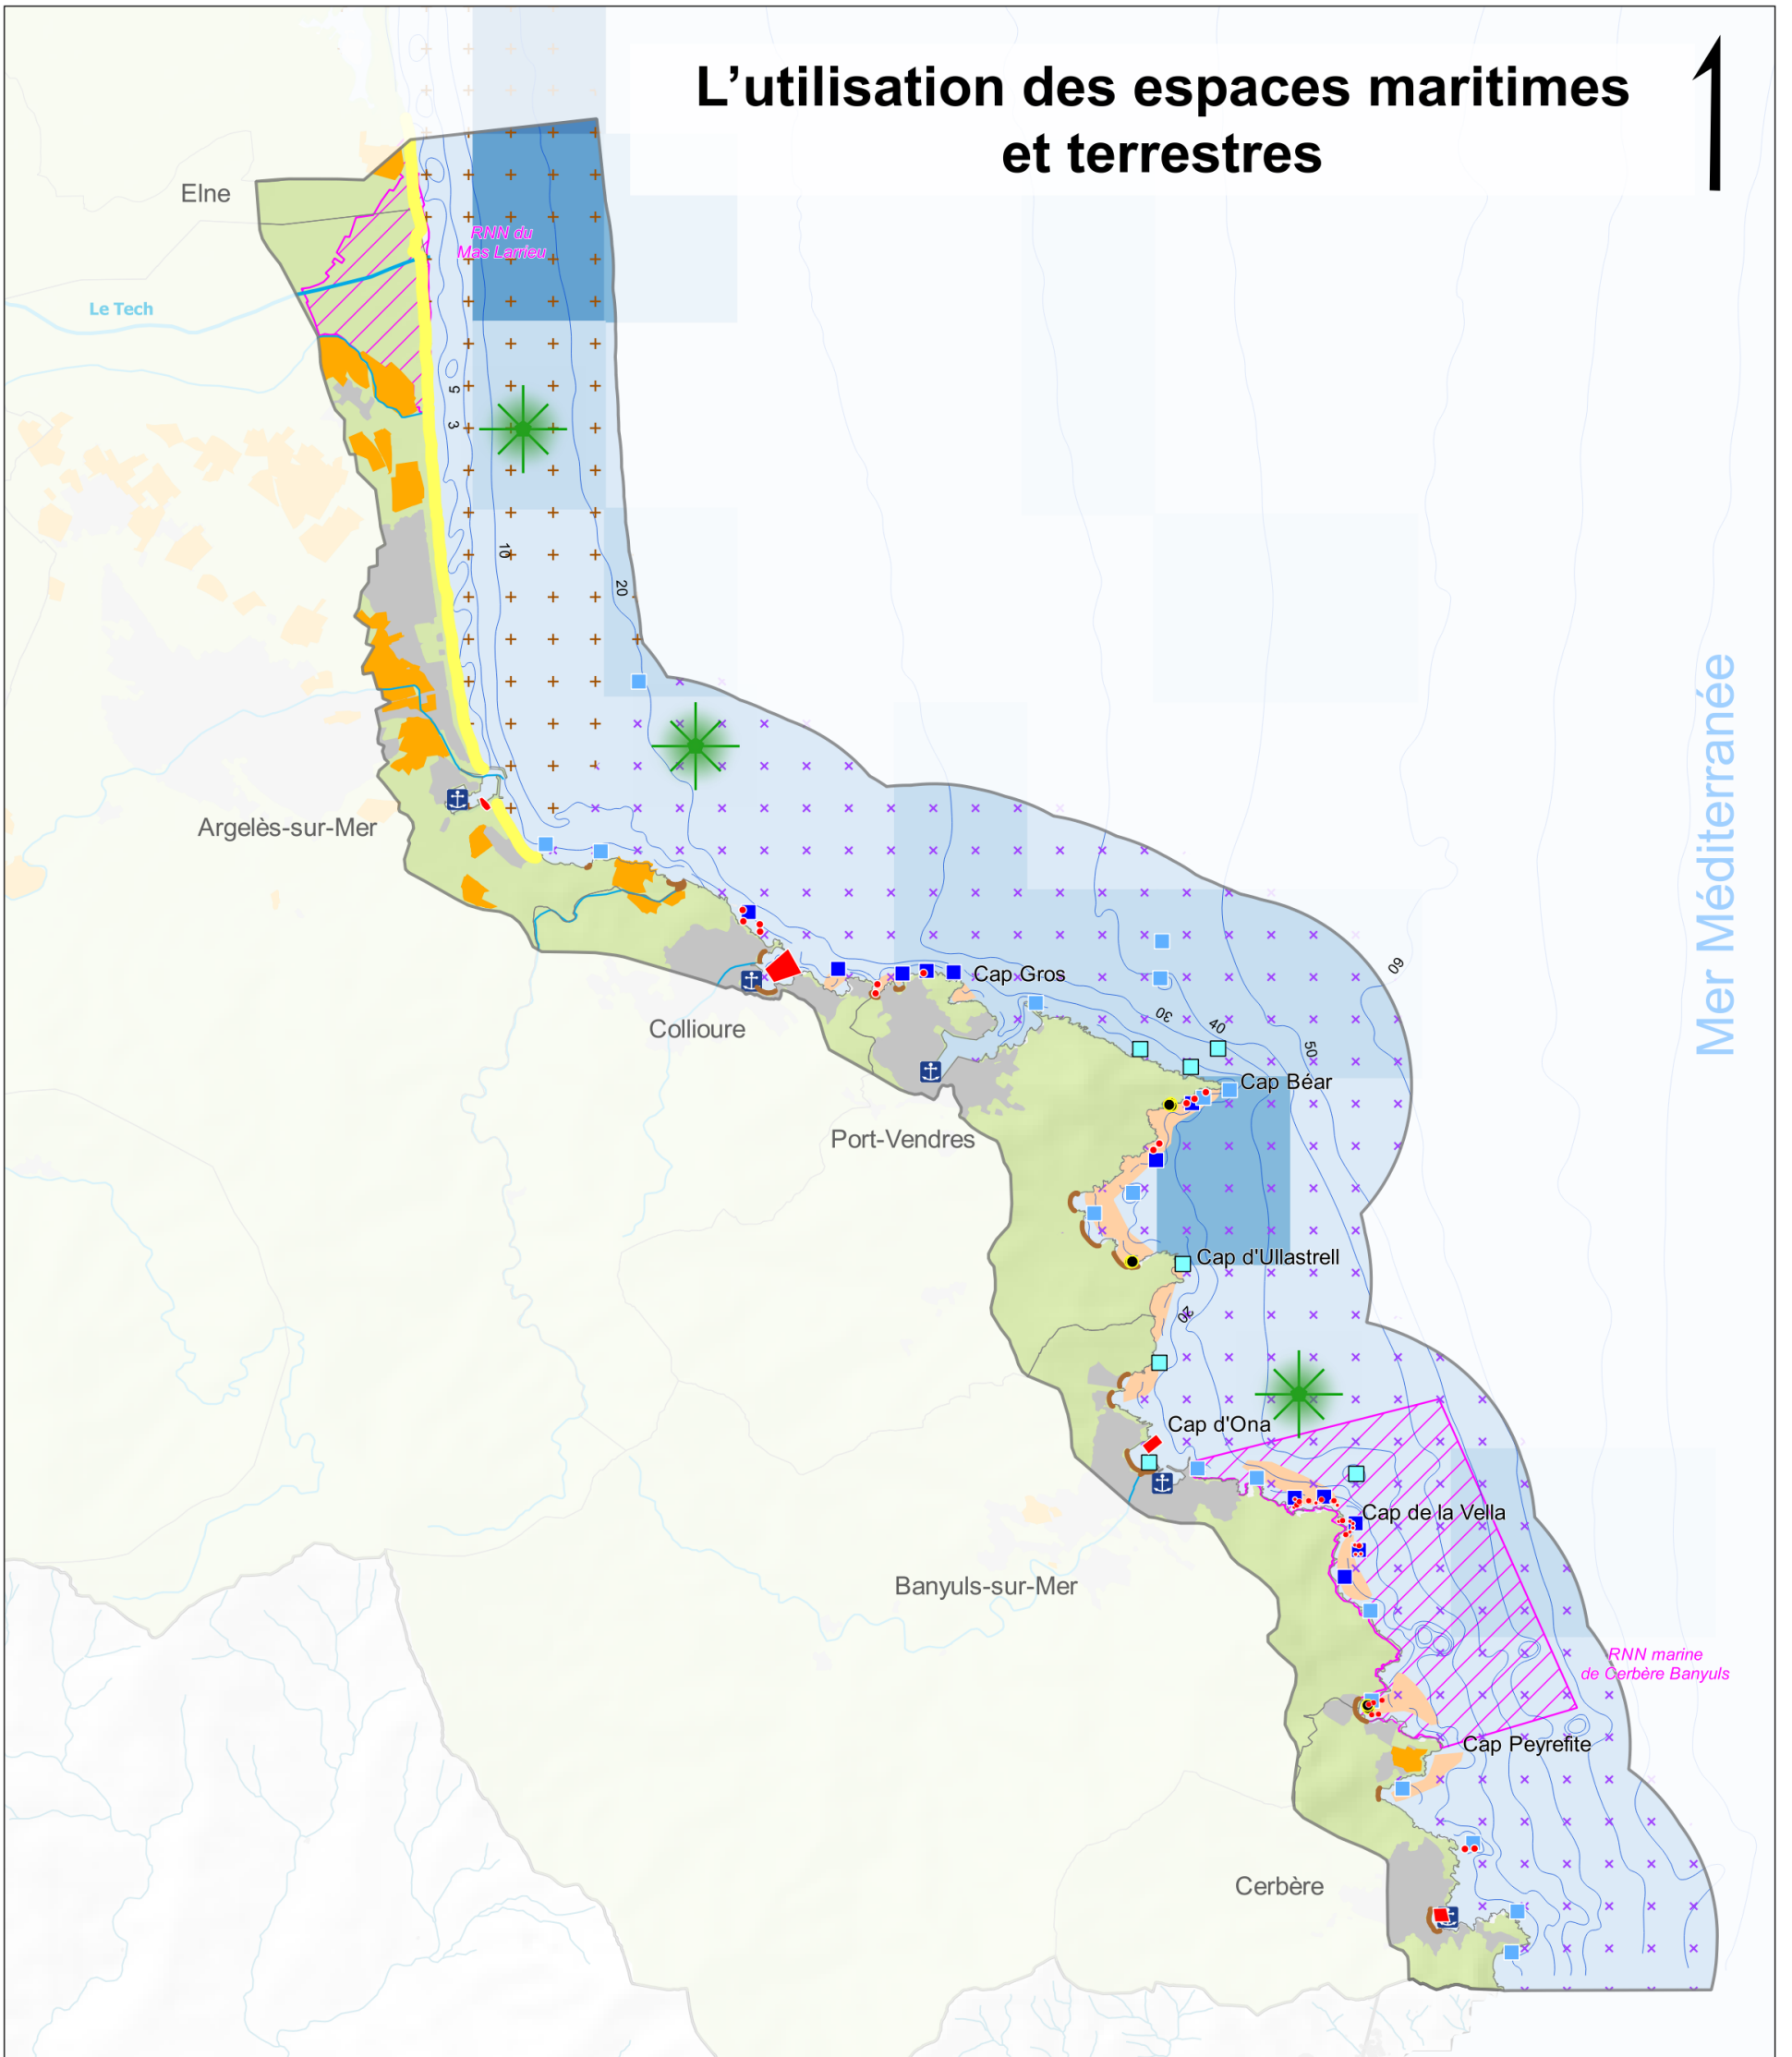 L'utilisation des espaces maritimes
et terrestres
Elne
RNN du
Mas Larrieu
Le Tech
5
3
10
20
Mer Méditerranée
Argelès-sur-Mer
60
Cap Gros
Collioure
30
40
50
Cap Béar
Port-Vendres
Cap d'Ullastrell
20
Cap d'Ona
Cap de la Vella
Banyuls-sur-Mer
RNN marine
de Cerbère Banyuls
Cap Peyrefite
Cerbère